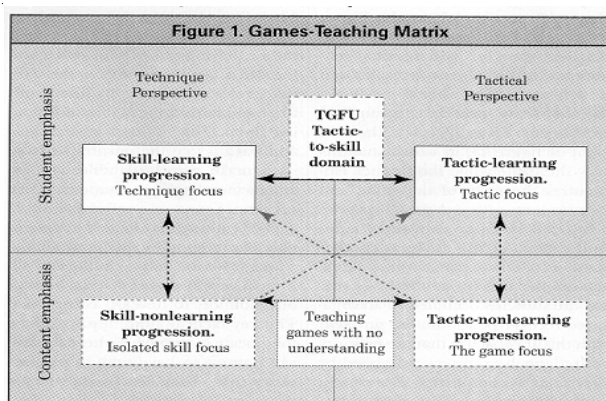 Figure 1. Games-Teaching Matrix
Technique
Perspective
Tactical
Perspective
Student emphasis
TGFU
Tactic-
to-skill
domain
Skill-learning
progression.
Technique focus
Tactic-learning
progression.
Tactic focus
Content emphasis
Skill-nonlearning
progression.
Isolated skill focus
Teaching
games with no
understanding
Tactic-nonlearning
progression.
The game focus